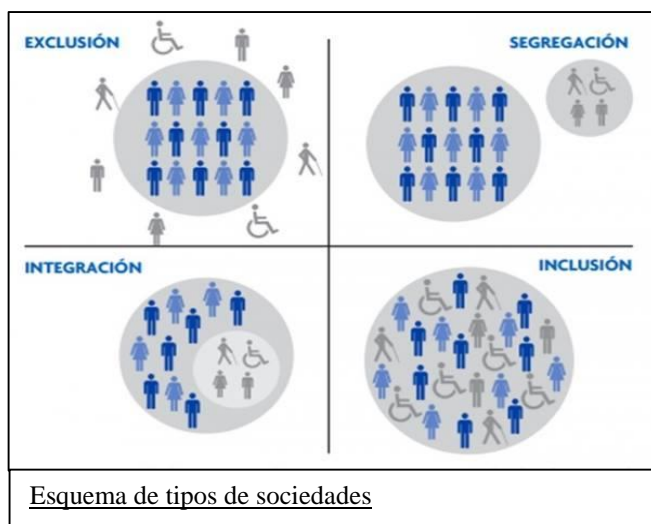 EXCLUSIÓN
SEGREGACIÓN
INTEGRACIÓN
INCLUSIÓN
Esquema de tipos de sociedades